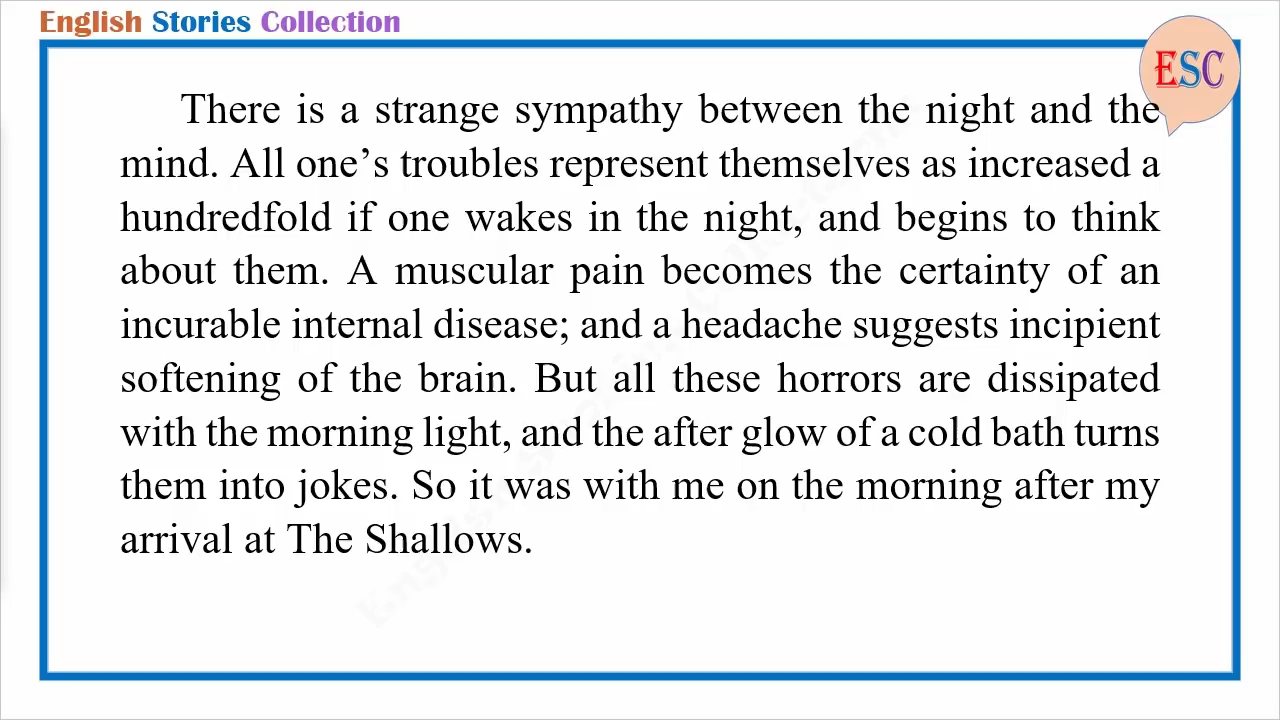 English Stories Collection
ESC
There is a strange sympathy between the night and the
mind. All one’s troubles represent themselves as increased a
hundredfold if one wakes in the night, and begins to think
about them. A muscular pain becomes the certainty of an
incurable internal disease; and a headache suggests incipient
softening of the brain. But all these horrors are dissipated
with the morning light, and the after glow of a cold bath turns
them into jokes. So it was with me on the morning after my
arrival at The Shallows.